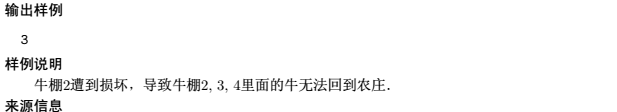 输出样例
3
样例说明
牛棚2遭到损坏，导致牛棚2, 3, 4里面的牛无法回到农庄.
来源信息